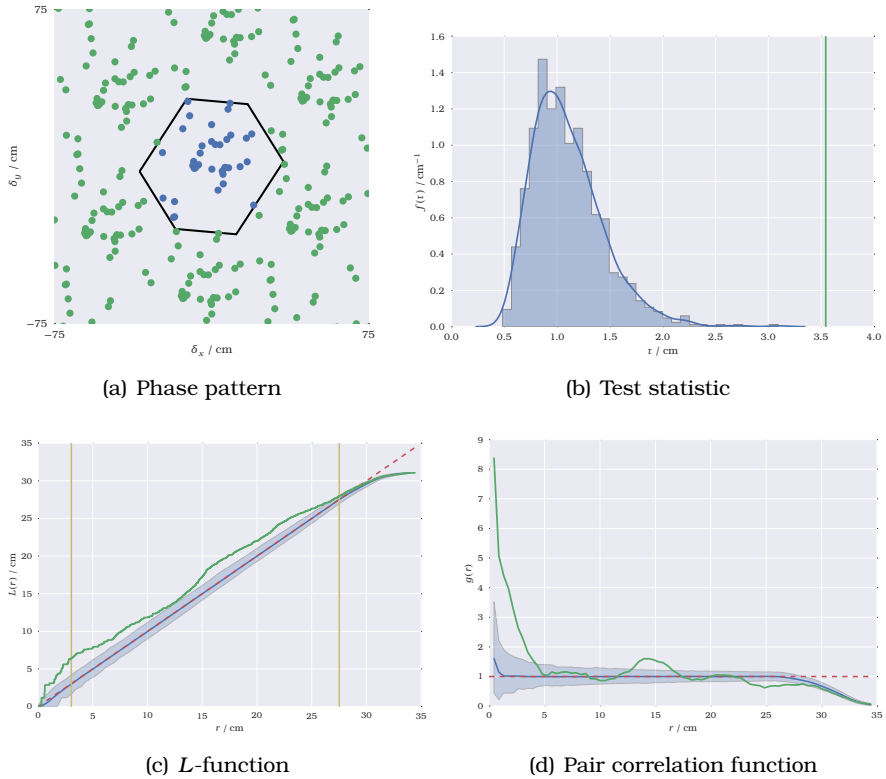 75
δy / cm
−75
−75
75
δx / cm
(a) Phase pattern
1.6
1.4
1.2
1.0
0.8
0.6
0.4
0.2
0.0
f(τ) / cm⁻¹
0.0 0.5 1.0 1.5 2.0 2.5 3.0 3.5 4.0
τ / cm
(b) Test statistic
35
30
25
20
15
10
5
0
L(r) / cm
0 5 10 15 20 25 30 35
r / cm
(c) L-function
9
8
7
6
5
4
3
2
1
0
g(r)
0 5 10 15 20 25 30 35
r / cm
(d) Pair correlation function